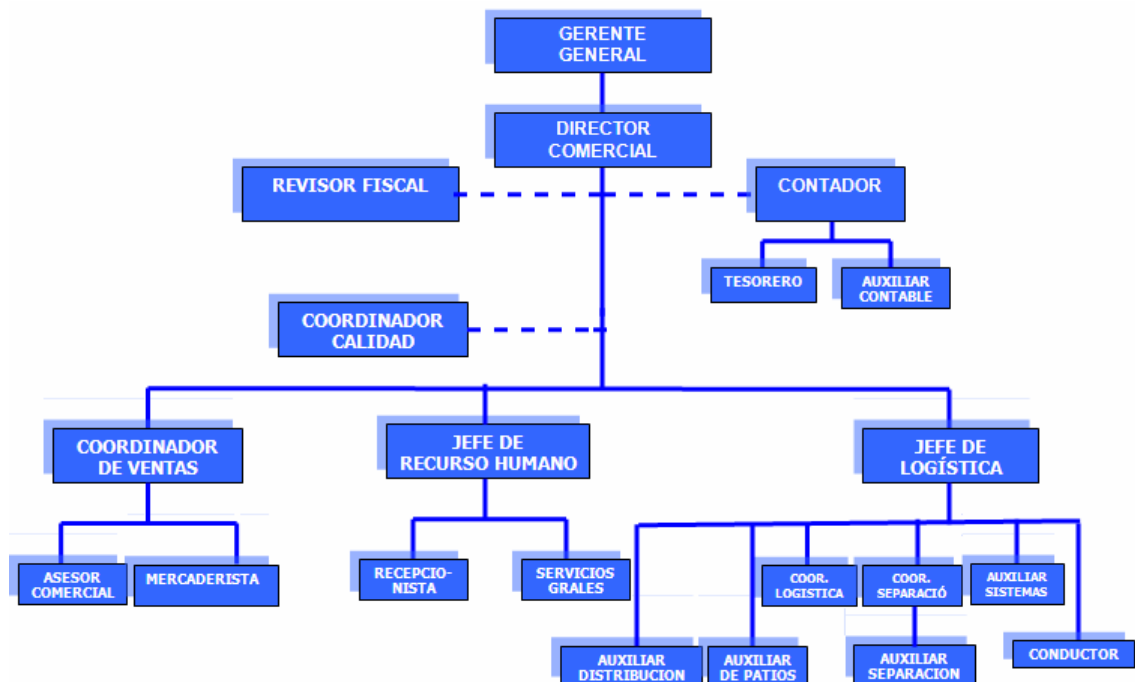 GERENTE
GENERAL
DIRECTOR
COMERCIAL
REVISOR FISCAL
CONTADOR
TESORERO
AUXILIAR
CONTABLE
COORDINADOR
CALIDAD
COORDINADOR
DE VENTAS
JEFE DE
RECURSO HUMANO
JEFE DE
LOGÍSTICA
ASESOR
COMERCIAL
MERCADERISTA
RECEPCIO-
NISTA
SERVICIOS
GRALES
COOR.
LOGISTICA
COOR.
SEPARACIÓ
AUXILIAR
SISTEMAS
AUXILIAR
DISTRIBUCION
AUXILIAR
DE PATIOS
AUXILIAR
SEPARACION
CONDUCTOR